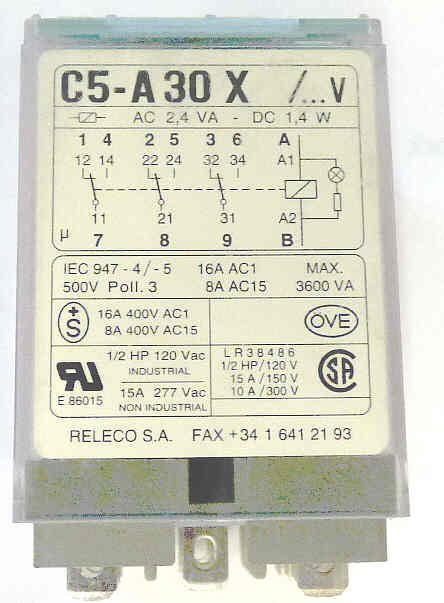 C5-A30 X /...V
AC 2,4 VA - DC 1,4 W
1 4 2 5 3 6 A
12 14 22 24 32 34 A1
11 21 31 A2
µ 7 8 9 B
IEC 947 - 4/-5 16A AC1 MAX.
500V Poll. 3 8A AC15 3600 VA
+S 16A 400V AC1
8A 400V AC15
OVE
1/2 HP 120 Vac
INDUSTRIAL
15A 277 Vac
NON INDUSTRIAL
RU
E 86015
LR38486
1/2 HP/120 V
15 A/150 V
10 A/300 V
CSA
RELECO S.A. FAX +34 1 641 21 93